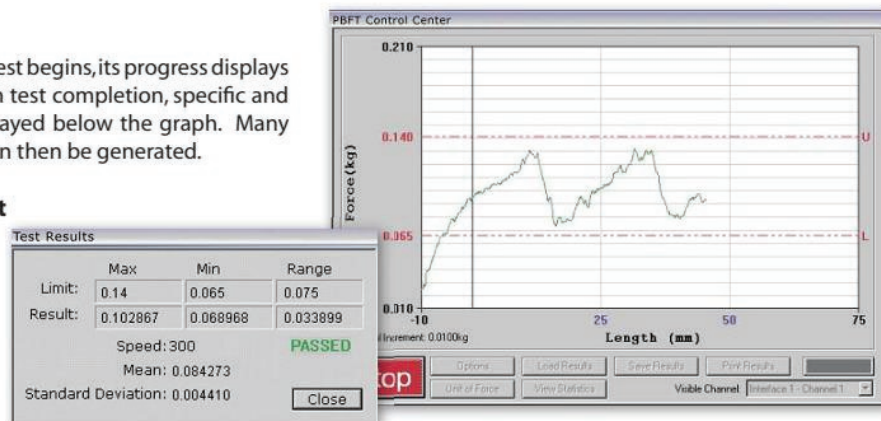 est begins, its progress displays
n test completion, specific and
ayed below the graph. Many
n then be generated.
t
PBFT Control Center
0.210
0.140
U
Force(kg)
L
0.010
-10
25
50
75
Increment: 0.0100kg
Length (mm)
Options
Load Results
Save Results
Print Results
op
Unit of Force
View Statistics
Visible Channel
Interface 1 - Channel 1
Test Results
Max Min Range
Limit: 0.14 0.065 0.075
Result: 0.102867 0.068968 0.033899
Speed: 300 PASSED
Mean: 0.084273
Standard Deviation: 0.004410
Close